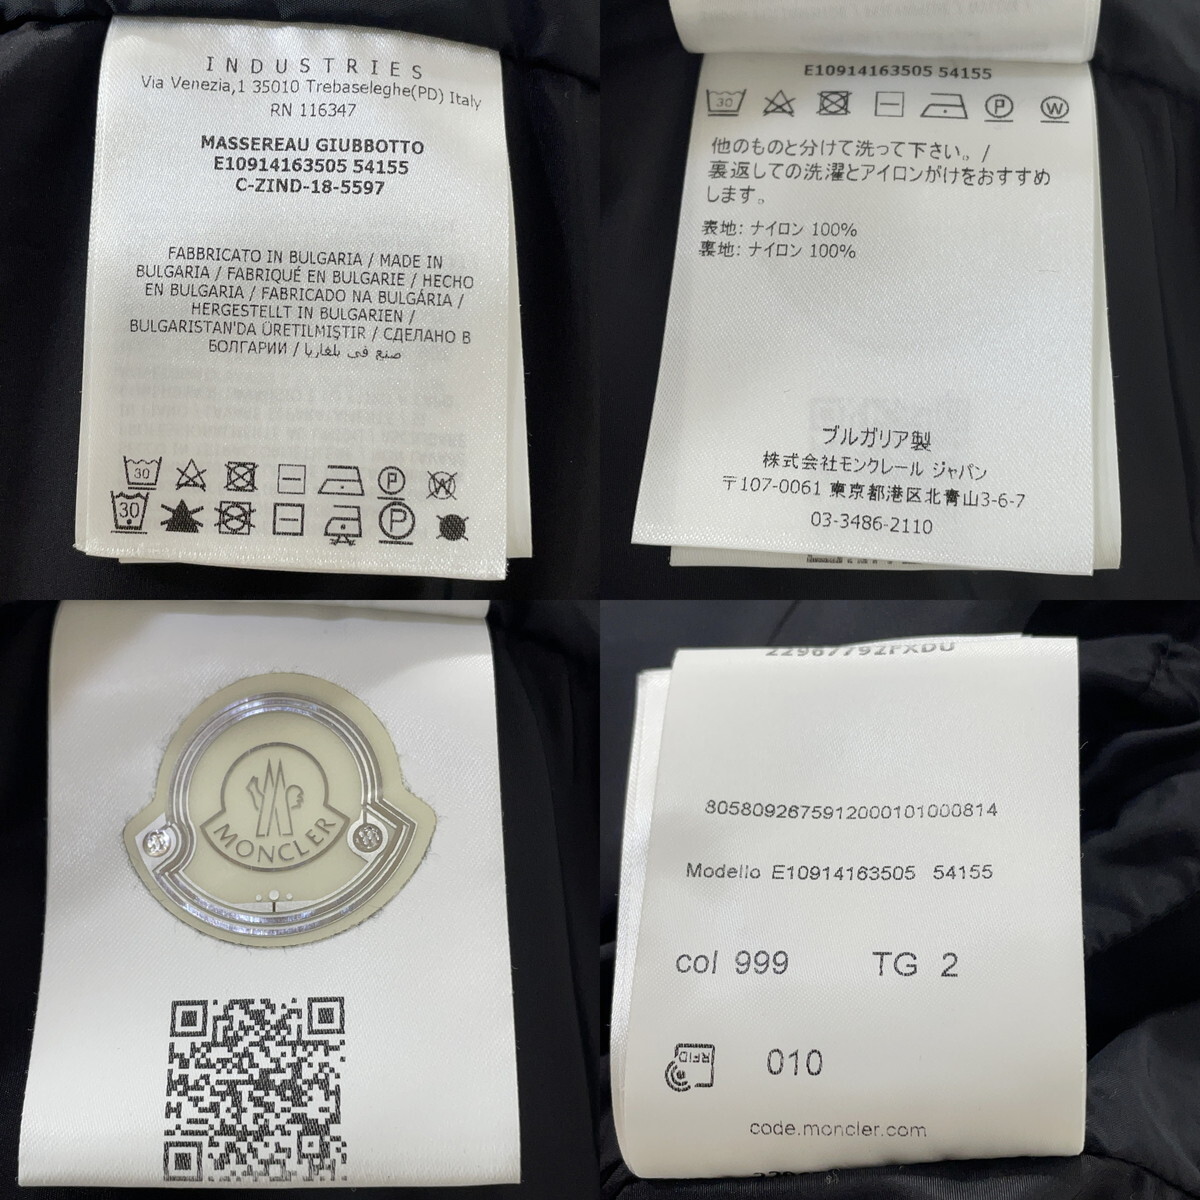 INDUSTRIES
Via Venezia,1 35010 Trebaseleghe(PD) Italy
RN 116347
MASSEREAU GIUBBOTTO
E10914163505 54155
C-ZIND-18-5597
FABBRICATO IN BULGARIA / MADE IN
BULGARIA / FABRIQUÉ EN BULGARIE / HECHO
EN BULGARIA / FABRICADO NA BULGÁRIA /
HERGESTELLT IN BULGARIEN /
BULGARISTAN'DA ÜRETILMIŞTIR / СДЕЛАНО В
БОЛГАРИИ / صنع في بلغاريا
30
P
W
30
P
E10914163505 54155
30
P
W
他のものと分けて洗って下さい。/
裏返しての洗濯とアイロンがけをおすすめ
します。
表地: ナイロン 100%
裏地: ナイロン 100%
ブルガリア製
株式会社モンクレール ジャパン
〒107-0061 東京都港区北青山3-6-7
03-3486-2110
MONCLER
22967792FXDU
8058092675912000101000814
Modello E10914163505 54155
col 999 TG 2
RFID 010
code.moncler.com